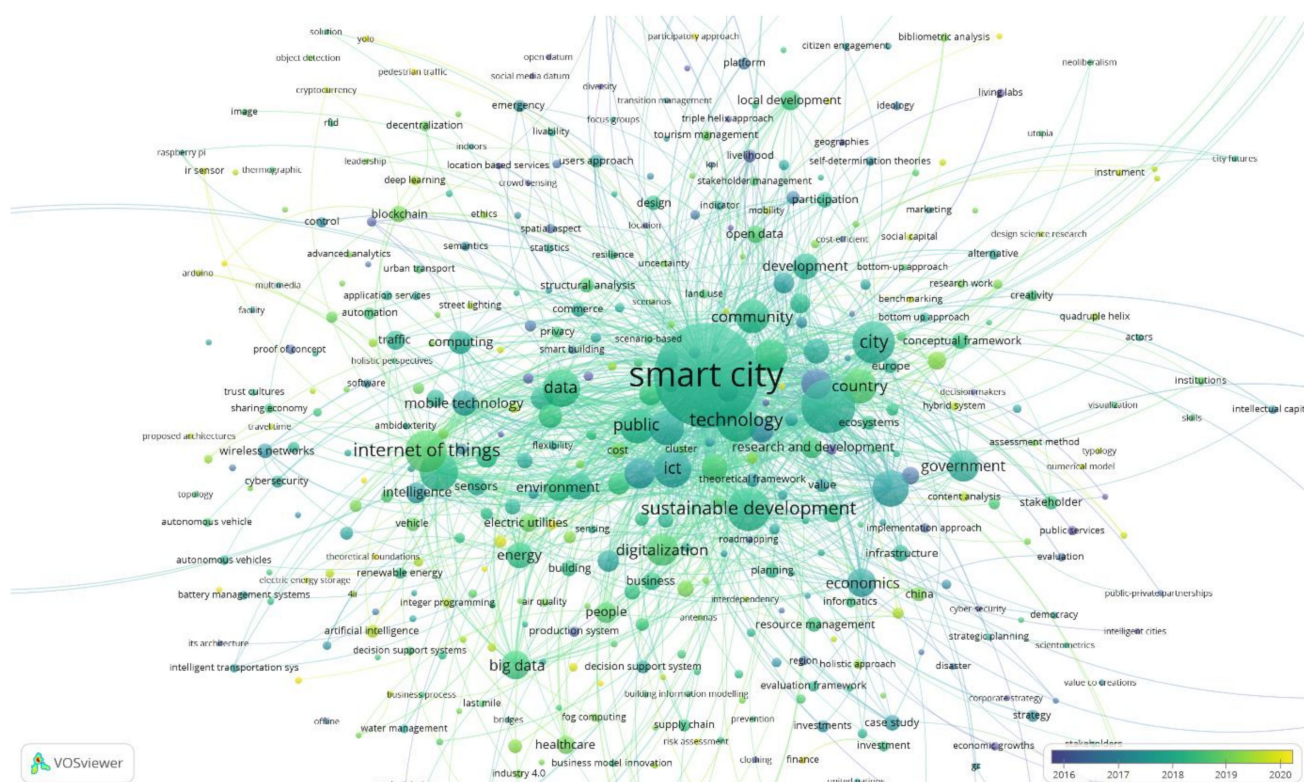 solution
yolo
participatory approach
bibliometric analysis
object detection
open datum
citizen engagement
platform
neoliberalism
pedestrian traffic
social media datum
cryptocurrency
diversity
transition management
local development
living labs
emergency
ideology
image
rfid
decentralization
livability
focus groups
triple helix approach
tourism management
geographies
utopia
raspberry pi
indoors
ir sensor
thermographic
leadership
location based services
users approach
kpi
livelihood
self-determination theories
city futures
deep learning
crowd sensing
stakeholder management
instrument
blockchain
ethics
design
indicator
mobility
participation
marketing
control
spatial aspect
location
open data
cost-efficient
social capital
design science research
semantics
statistics
resilience
advanced analytics
urban transport
uncertainty
development
bottom-up approach
alternative
arduino
multimedia
structural analysis
land use
research work
application services
street lighting
scenarios
benchmarking
creativity
facility
automation
commerce
community
bottom up approach
quadruple helix
traffic
computing
privacy
scenario-based
city
conceptual framework
actors
proof of concept
smart building
holistic perspectives
europe
smart city
software
data
country
decision makers
institutions
trust cultures
mobile technology
hybrid system
visualization
sharing economy
intellectual capit
travel time
ambidexterity
public
technology
ecosystems
skills
proposed architectures
wireless networks
internet of things
flexibility
cost
cluster
research and development
assessment method
typology
cybersecurity
intelligence
sensors
environment
ict
theoretical framework
value
government
numerical model
topology
content analysis
stakeholder
autonomous vehicle
vehicle
electric utilities
sensing
sustainable development
implementation approach
public services
roadmapping
autonomous vehicles
theoretical foundations
energy
digitalization
infrastructure
evaluation
electric energy storage
renewable energy
building
business
planning
economics
battery management systems
integer programming
air quality
interdependency
informatics
china
public-private partnerships
people
cyber security
democracy
artificial intelligence
production system
antennas
resource management
strategic planning
intelligent cities
its architecture
decision support systems
scientometrics
intelligent transportation sys
big data
decision support system
region
holistic approach
disaster
business process
building information modelling
evaluation framework
corporate strategy
value co creations
last mile
offline
bridges
fog computing
supply chain
prevention
investments
case study
strategy
water management
healthcare
risk assessment
investment
economic growths
stakeholders
business model innovation
clothing
finance
industry 4.0
united nations
VOSviewer
2016 2017 2018 2019 2020